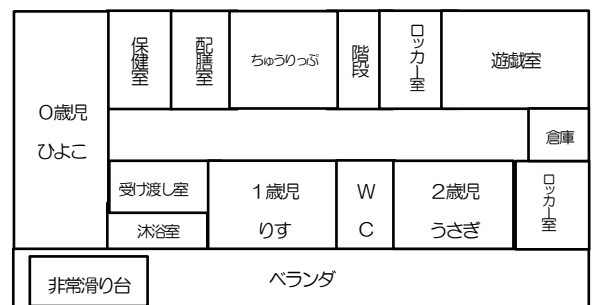 保健室
配膳室
ちゅうりっぷ
階段
ロッカー室
遊戯室
0歳児
ひよこ
倉庫
受け渡し室
沐浴室
1歳児
りす
W
C
2歳児
うさぎ
ロッカー室
非常滑り台
ベランダ